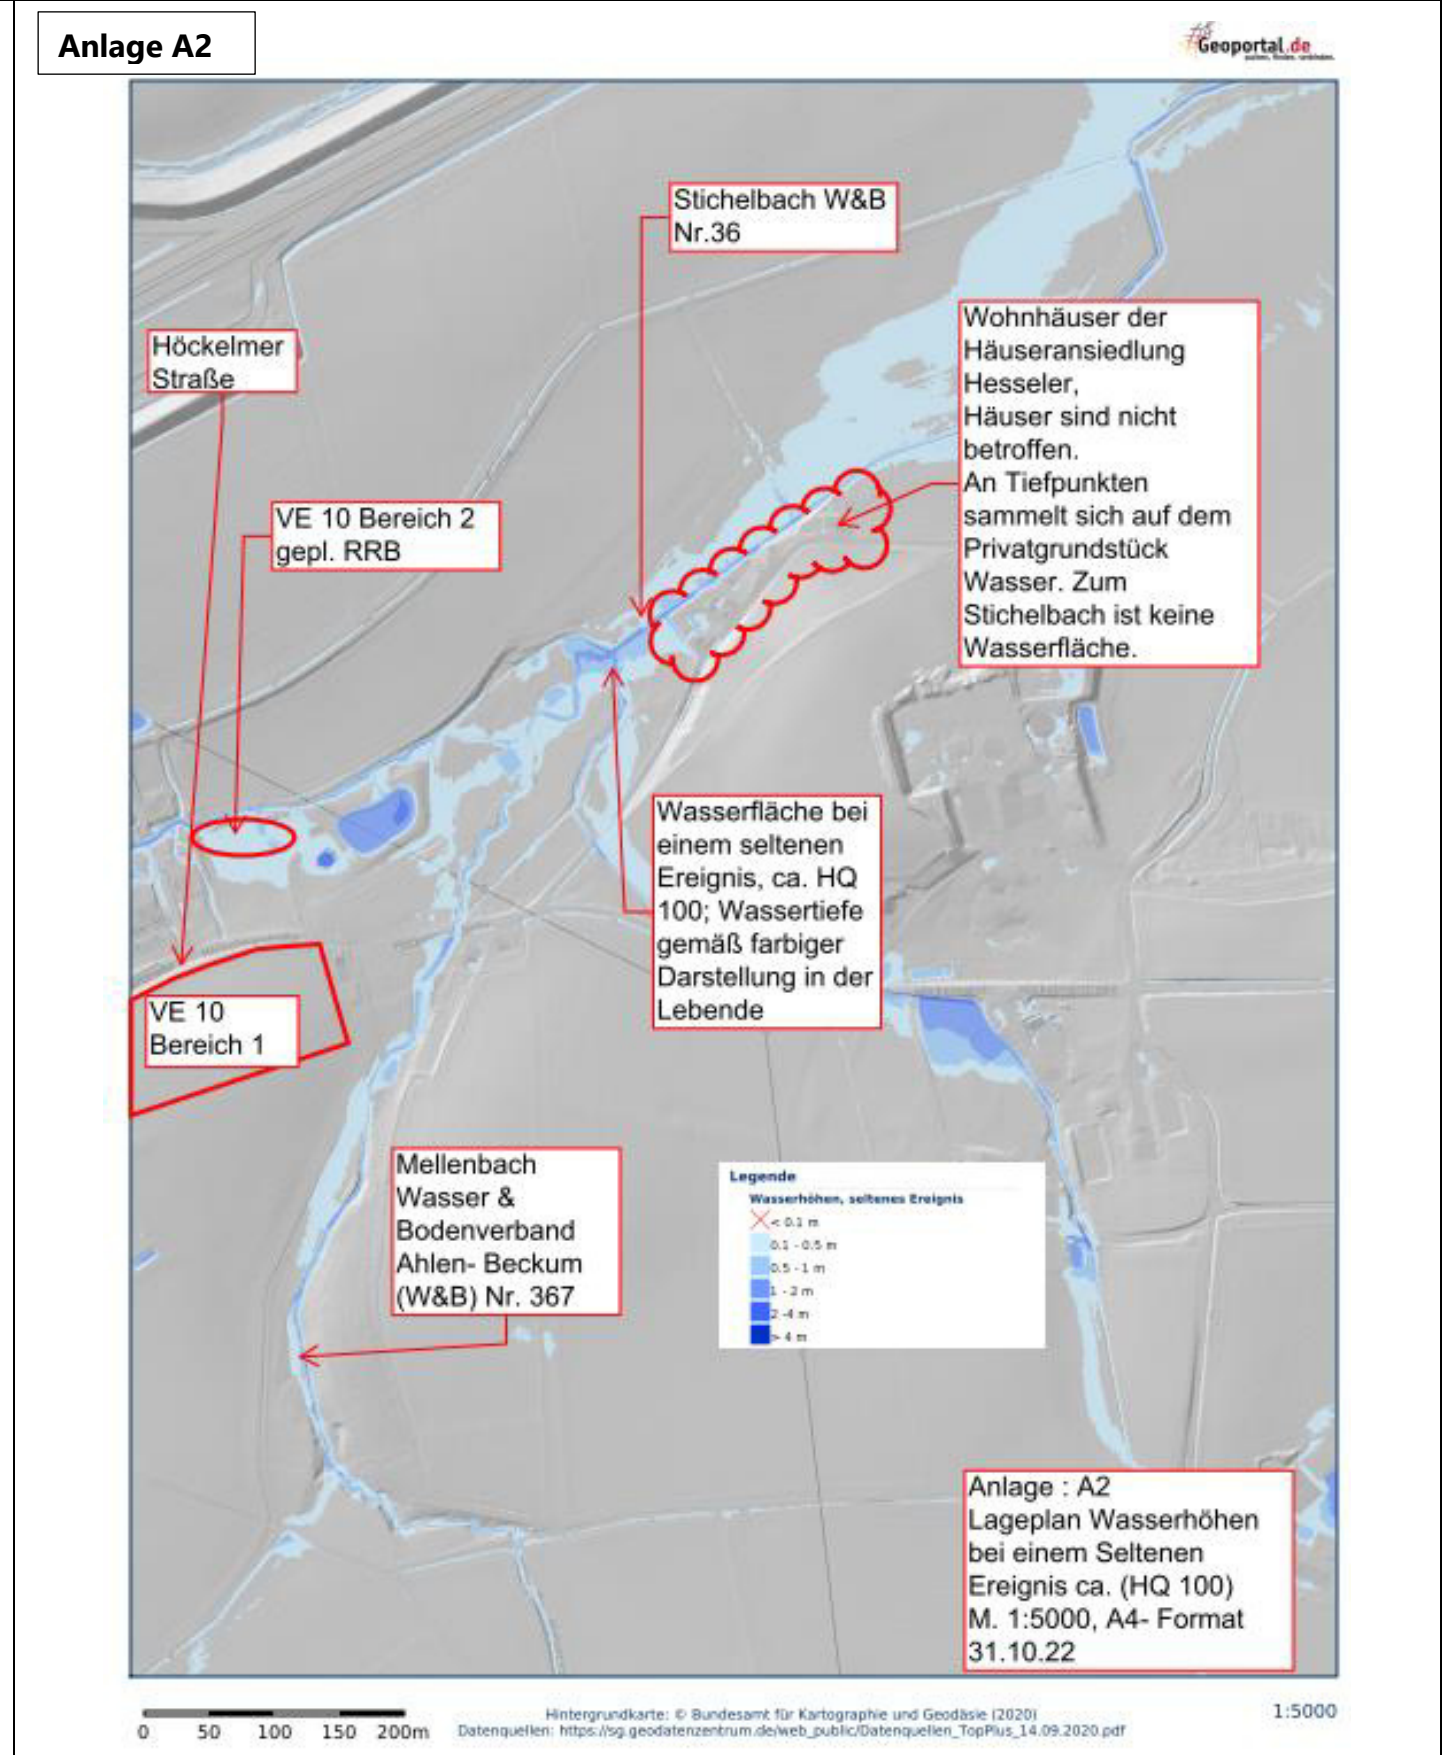 Anlage A2
Geoportal.de
Stichelbach W&B
Nr.36
Höckelmer
Straße
Wohnhäuser der
Häuseransiedlung
Hesseler,
Häuser sind nicht
betroffen.
An Tiefpunkten
sammelt sich auf dem
Privatgrundstück
Wasser. Zum
Stichelbach ist keine
Wasserfläche.
VE 10 Bereich 2
gepl. RRB
Wasserfläche bei
einem seltenen
Ereignis, ca. HQ
100; Wassertiefe
gemäß farbiger
Darstellung in der
Lebende
VE 10
Bereich 1
Mellenbach
Wasser &
Bodenverband
Ahlen- Beckum
(W&B) Nr. 367
Legende
Wasserhöhen, seltenes Ereignis
< 0.1 m
0.1 - 0.5 m
0.5 - 1 m
1 - 2 m
2 -4 m
> 4 m
Anlage : A2
Lageplan Wasserhöhen
bei einem Seltenen
Ereignis ca. (HQ 100)
M. 1:5000, A4- Format
31.10.22
0 50 100 150 200m
Hintergrundkarte: © Bundesamt für Kartographie und Geodäsie (2020)
Datenquellen: https://sg.geodatenzentrum.de/web_public/Datenquellen_TopPlus_14.09.2020.pdf
1:5000